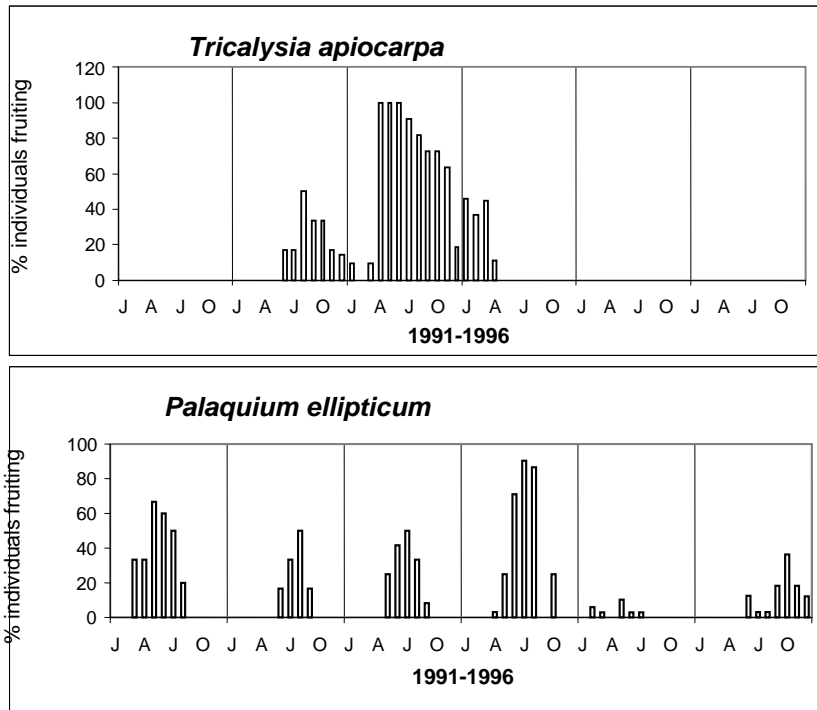 Tricalysia apiocarpa
% individuals fruiting
120
100
80
60
40
20
0
J A J O J A J O J A J O J A J O J A J O J A J O
1991-1996
Palaquium ellipticum
% individuals fruiting
100
80
60
40
20
0
J A J O J A J O J A J O J A J O J A J O J A J O
1991-1996